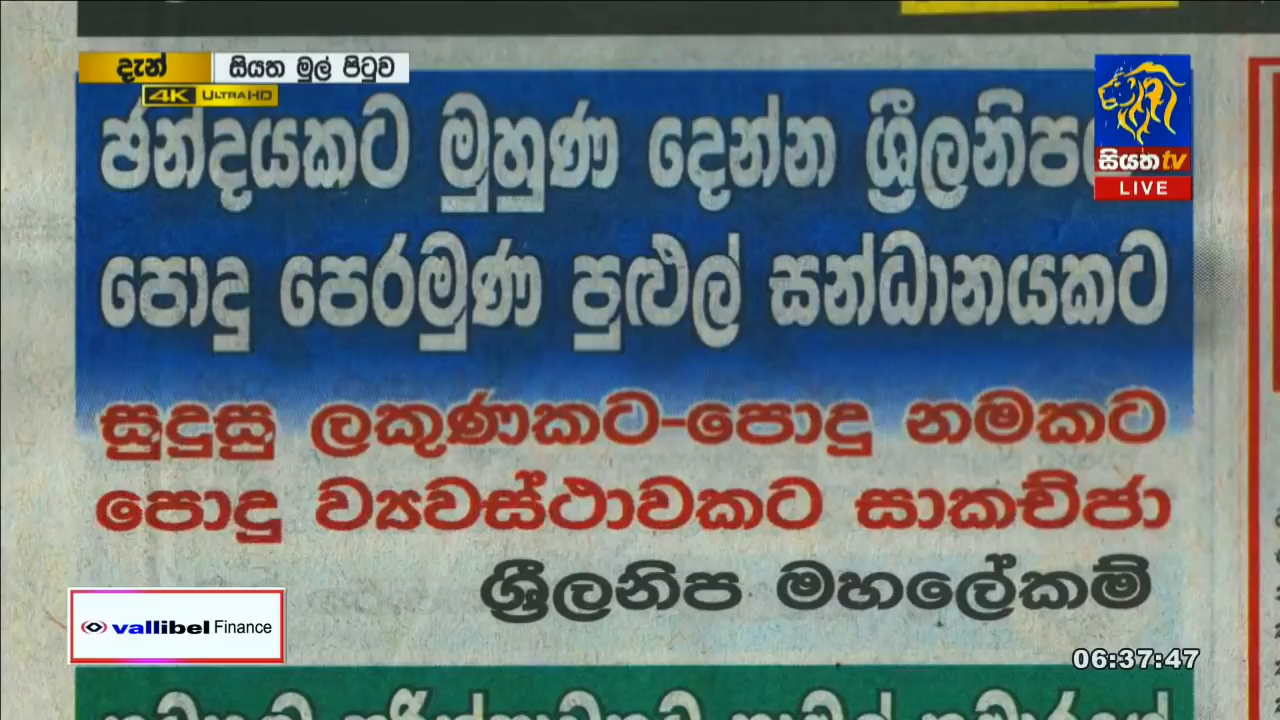 දැන් සියත මුල් පිටුව
4K ULTRA HD
ඡන්දයකට මුහුණ දෙන්න ශ්‍රීලනිප
සියත tv
LIVE
පොදු පෙරමුණ පුළුල් සන්ධානයකට
සුදුසු ලකුණකට-පොදු නමකට
පොදු ව්‍යවස්ථාවකට සාකච්ඡා
ශ්‍රීලනිප මහලේකම්
vallibel Finance
06:37:47